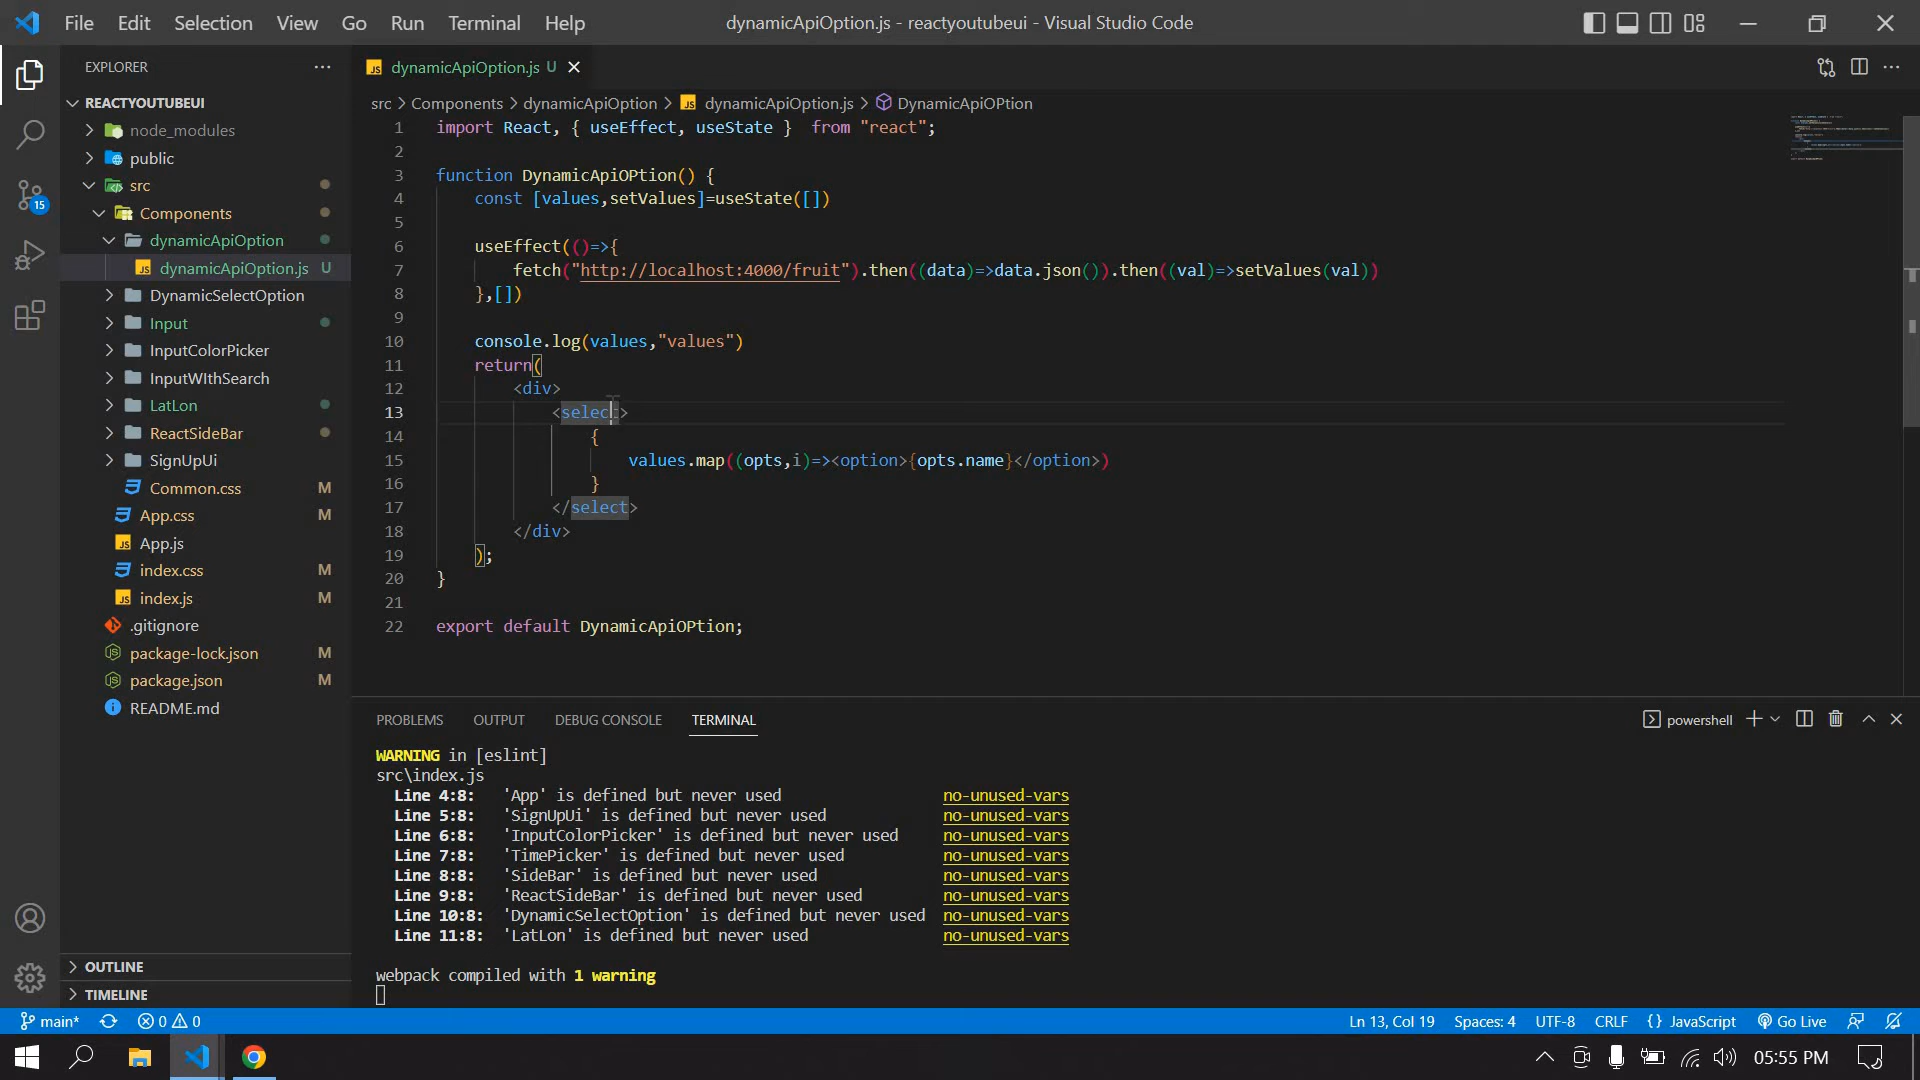 File Edit Selection View Go Run Terminal Help
dynamicApiOption.js - reactyoutubeui - Visual Studio Code
EXPLORER
REACTYOUTUBEUI
node_modules
public
src
Components
dynamicApiOption
dynamicApiOption.js U
DynamicSelectOption
Input
InputColorPicker
InputWIthSearch
LatLon
ReactSideBar
SignUpUi
Common.css M
App.css M
App.js
index.css M
index.js M
.gitignore
package-lock.json M
package.json M
README.md
OUTLINE
TIMELINE
15
dynamicApiOption.js U
src > Components > dynamicApiOption > dynamicApiOption.js > DynamicApiOPtion
1 import React, { useEffect, useState }  from "react";
2
3 function DynamicApiOPtion() {
4 const [values,setValues]=useState([])
5
6 useEffect(()=>{
7 fetch("http://localhost:4000/fruit").then((data)=>data.json()).then((val)=>setValues(val))
8 },[])
9
10 console.log(values,"values")
11 return(
12 <div>
13 <select>
14 {
15 values.map((opts,i)=><option>{opts.name}</option>)
16 }
17 </select>
18 </div>
19 );
20 }
21
22 export default DynamicApiOPtion;
PROBLEMS OUTPUT DEBUG CONSOLE TERMINAL
powershell
WARNING in [eslint]
src\index.js
Line 4:8: 'App' is defined but never used no-unused-vars
Line 5:8: 'SignUpUi' is defined but never used no-unused-vars
Line 6:8: 'InputColorPicker' is defined but never used no-unused-vars
Line 7:8: 'TimePicker' is defined but never used no-unused-vars
Line 8:8: 'SideBar' is defined but never used no-unused-vars
Line 9:8: 'ReactSideBar' is defined but never used no-unused-vars
Line 10:8: 'DynamicSelectOption' is defined but never used no-unused-vars
Line 11:8: 'LatLon' is defined but never used no-unused-vars
webpack compiled with 1 warning
main* 0 0 Ln 13, Col 19 Spaces: 4 UTF-8 CRLF {} JavaScript Go Live
05:55 PM